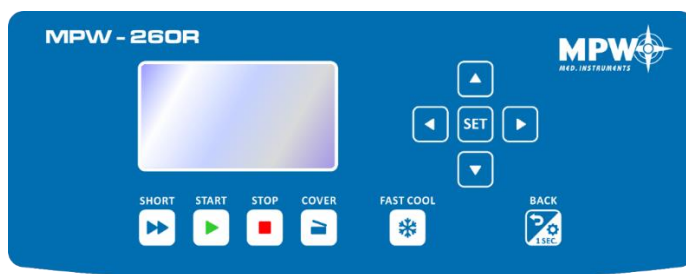 MPW - 260R
MPW
MED. INSTRUMENTS
SET
SHORT START STOP COVER FAST COOL BACK
1 SEC.